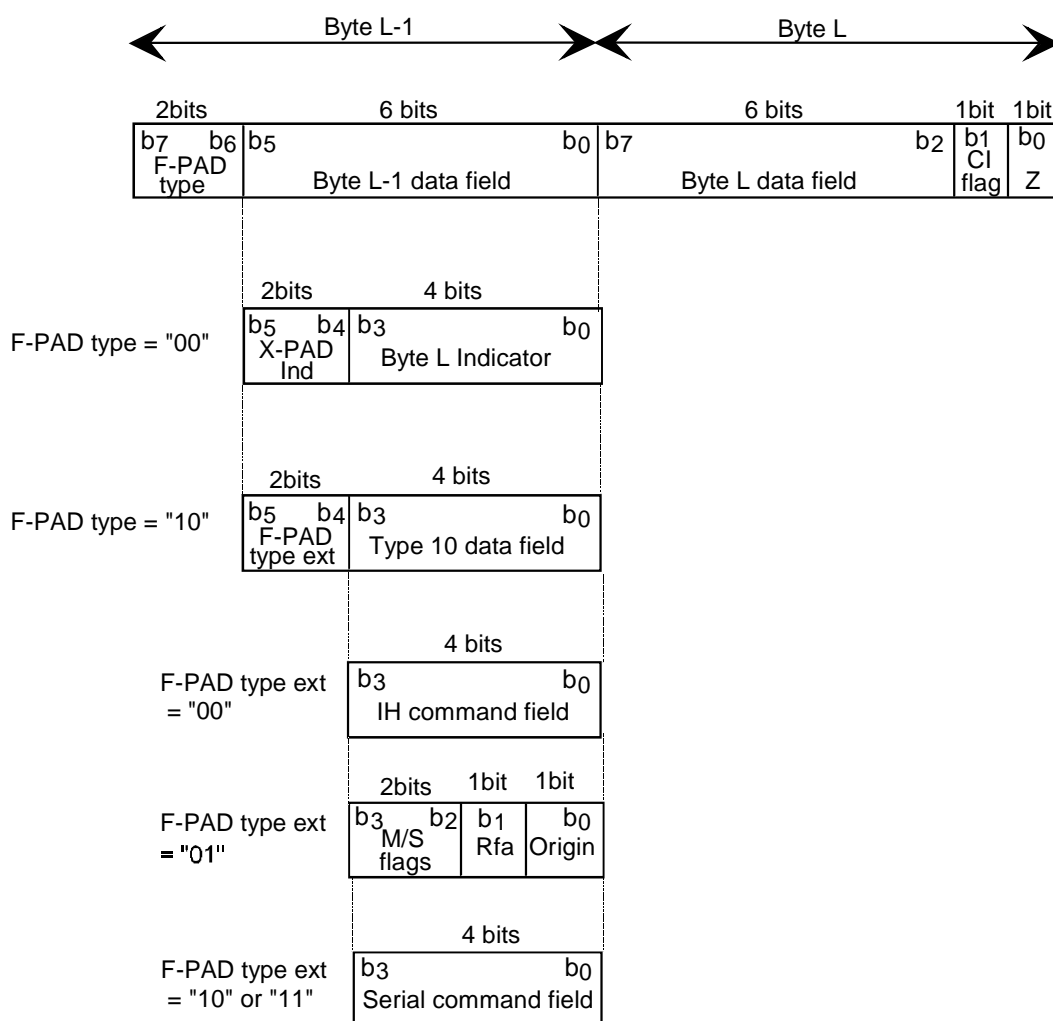 Byte L-1 Byte L
2bits 6 bits 6 bits 1bit 1bit
b7 b6 b5 b0 b7 b2 b1 b0
F-PAD type Byte L-1 data field Byte L data field CI flag Z
2bits 4 bits
F-PAD type = "00"
b5 b4 b3 b0
X-PAD Ind Byte L Indicator
2bits 4 bits
F-PAD type = "10"
b5 b4 b3 b0
F-PAD type ext Type 10 data field
4 bits
F-PAD type ext = "00"
b3 b0
IH command field
2bits 1bit 1bit
F-PAD type ext = "01"
b3 b2 b1 b0
M/S flags Rfa Origin
4 bits
F-PAD type ext = "10" or "11"
b3 b0
Serial command field